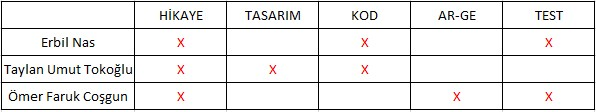 HİKAYE TASARIM KOD AR-GE TEST
Erbil Nas X X X
Taylan Umut Tokoğlu X X X
Ömer Faruk Coşgun X X X